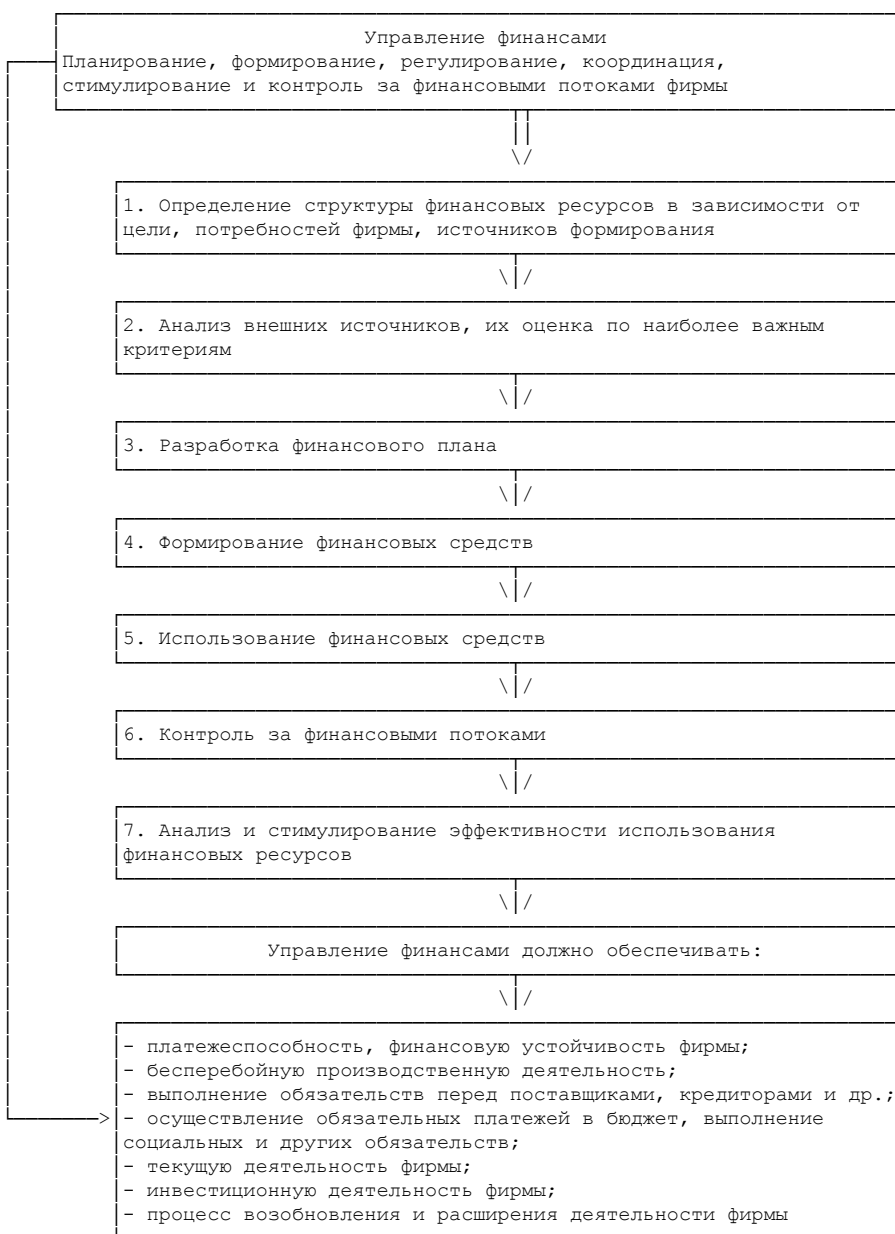 Управление финансами
Планирование, формирование, регулирование, координация,
стимулирование и контроль за финансовыми потоками фирмы
1. Определение структуры финансовых ресурсов в зависимости от
цели, потребностей фирмы, источников формирования
2. Анализ внешних источников, их оценка по наиболее важным
критериям
3. Разработка финансового плана
4. Формирование финансовых средств
5. Использование финансовых средств
6. Контроль за финансовыми потоками
7. Анализ и стимулирование эффективности использования
финансовых ресурсов
Управление финансами должно обеспечивать:
- платежеспособность, финансовую устойчивость фирмы;
- бесперебойную производственную деятельность;
- выполнение обязательств перед поставщиками, кредиторами и др.;
- осуществление обязательных платежей в бюджет, выполнение
социальных и других обязательств;
- текущую деятельность фирмы;
- инвестиционную деятельность фирмы;
- процесс возобновления и расширения деятельности фирмы